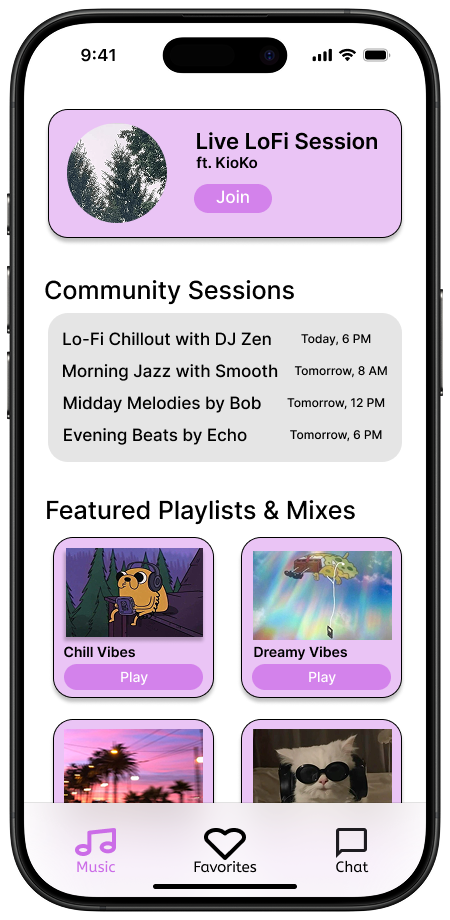 9:41
Live LoFi Session
ft. KioKo
Join
Community Sessions
Lo-Fi Chillout with DJ Zen Today, 6 PM
Morning Jazz with Smooth Tomorrow, 8 AM
Midday Melodies by Bob Tomorrow, 12 PM
Evening Beats by Echo Tomorrow, 6 PM
Featured Playlists & Mixes
Chill Vibes Dreamy Vibes
Play Play
Music Favorites Chat